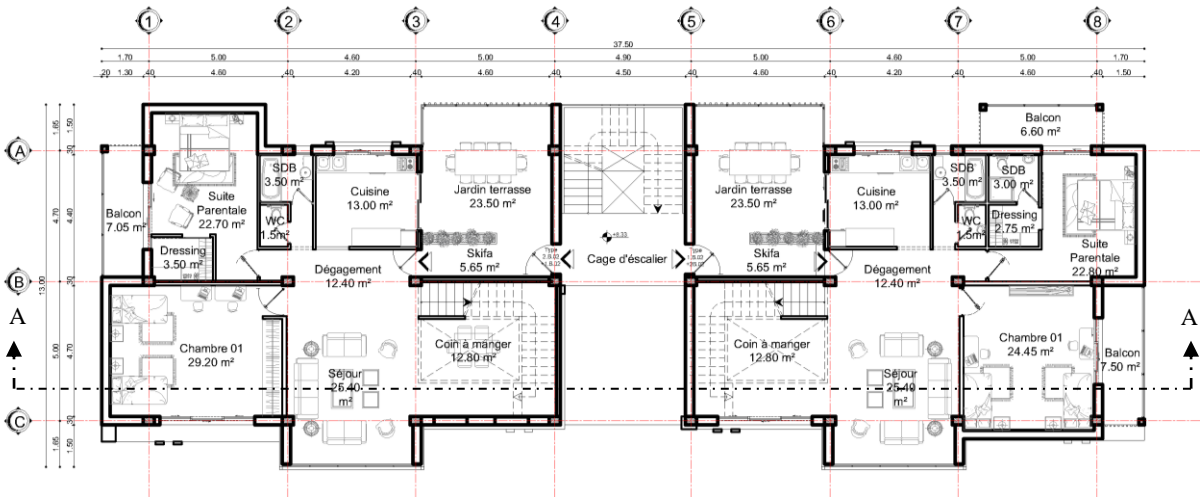 1 2 3 4 5 6 7 8
37.50
1.70 5.00 4.60 5.00 4.90 5.00 4.60 5.00 1.70
20 1.30 40 4.60 40 4.20 40 4.60 40 4.50 40 4.60 40 4.20 40 4.60 40 1.50
A
B
C
1.65 4.70 5.00 1.65
13.00
1.50 30 4.40 30 4.70 30 1.50
Balcon
6.60 m²
SDB
3.50 m²
Cuisine
13.00 m²
Jardin terrasse
23.50 m²
Jardin terrasse
23.50 m²
Cuisine
13.00 m²
SDB
3.50 m²
SDB
3.00 m²
Suite
Parentale
22.70 m²
Balcon
7.05 m²
WC
1.5m²
WC
1.5m²
Dressing
2.75 m²
Dressing
3.50 m²
Skifa
5.65 m²
+8.33
Cage d'éscalier
Skifa
5.65 m²
Suite
Parentale
22.80 m²
Dégagement
12.40 m²
Dégagement
12.40 m²
A
A
Chambre 01
29.20 m²
Coin à manger
12.80 m²
Coin à manger
12.80 m²
Chambre 01
24.45 m²
Balcon
7.50 m²
Séjour
25.40
m²
Séjour
25.40
m²